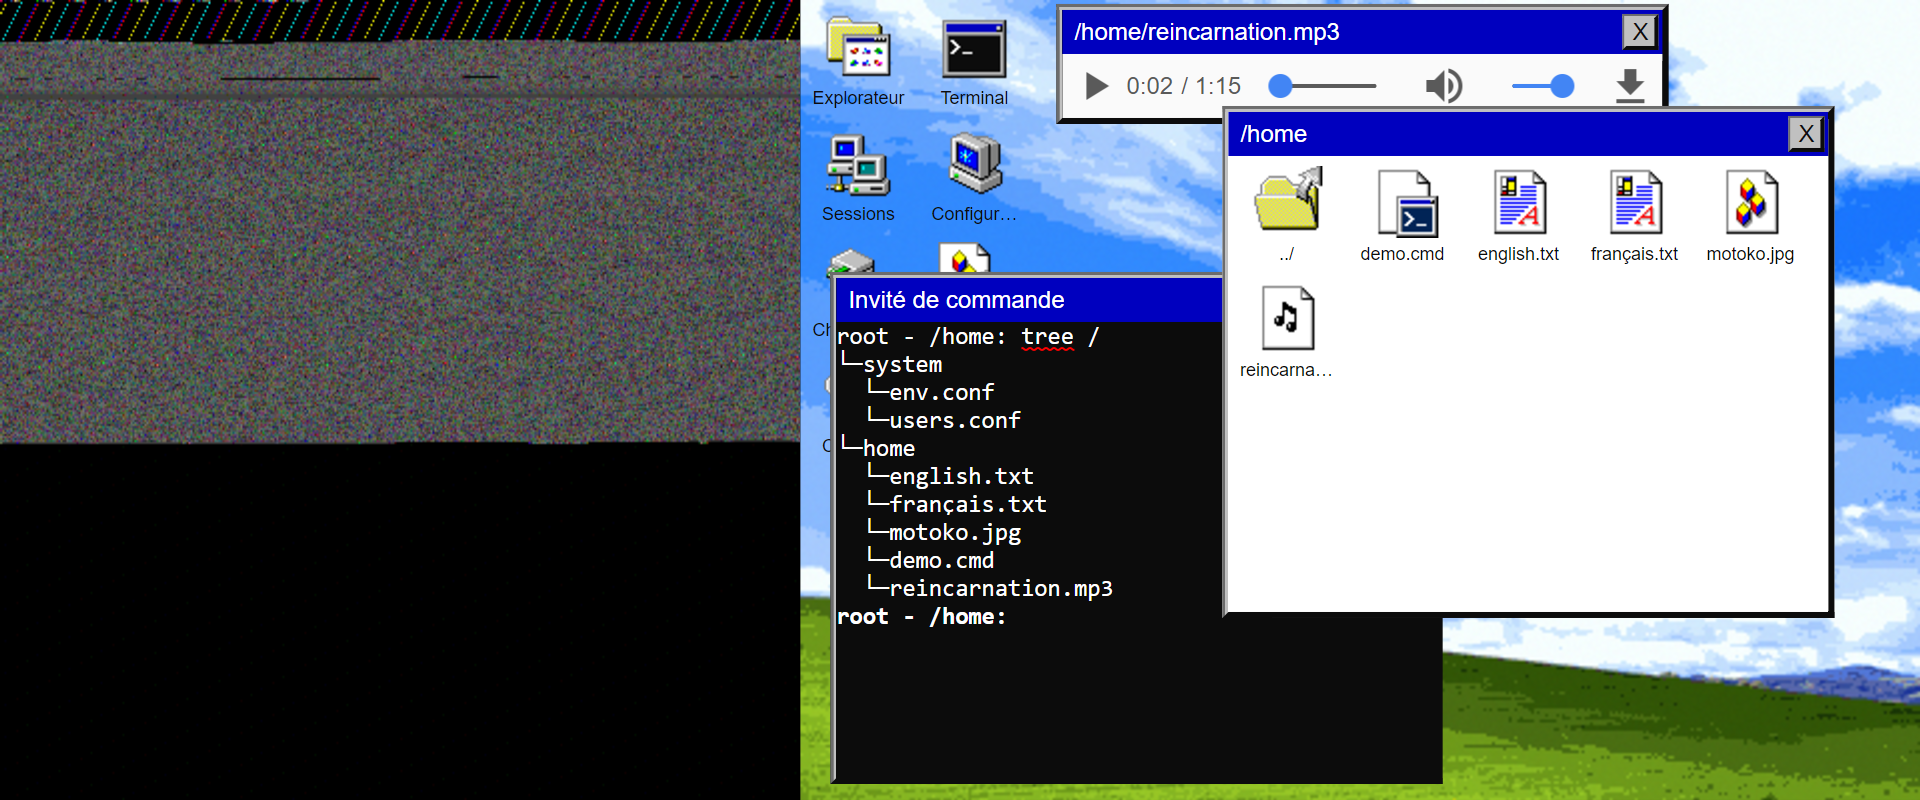 Explorateur
Terminal
Sessions
Configur...
/home/reincarnation.mp3
X
0:02 / 1:15
/home
X
../
demo.cmd
english.txt
français.txt
motoko.jpg
reincarna...
Invité de commande
root - /home: tree /
└─system
└─env.conf
└─users.conf
└─home
└─english.txt
└─français.txt
└─motoko.jpg
└─demo.cmd
└─reincarnation.mp3
root - /home: